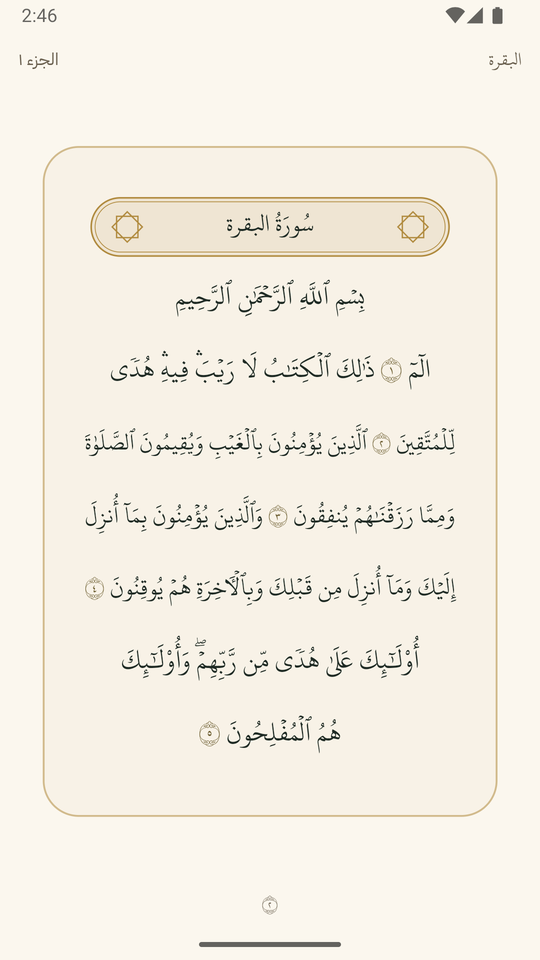 2:46
البقرة
الجزء ١
سُورَةُ البقرة
بِسۡمِ ٱللَّهِ ٱلرَّحۡمَٰنِ ٱلرَّحِيمِ
الٓمٓ ١ ذَٰلِكَ ٱلۡكِتَٰبُ لَا رَيۡبَۛ فِيهِۛ هُدٗى
لِّلۡمُتَّقِينَ ٢ ٱلَّذِينَ يُؤۡمِنُونَ بِٱلۡغَيۡبِ وَيُقِيمُونَ ٱلصَّلَوٰةَ
وَمِمَّا رَزَقۡنَٰهُمۡ يُنفِقُونَ ٣ وَٱلَّذِينَ يُؤۡمِنُونَ بِمَآ أُنزِلَ
إِلَيۡكَ وَمَآ أُنزِلَ مِن قَبۡلِكَ وَبِٱلۡأٓخِرَةِ هُمۡ يُوقِنُونَ ٤
أُوْلَٰٓئِكَ عَلَىٰ هُدٗى مِّن رَّبِّهِمۡۖ وَأُوْلَٰٓئِكَ
هُمُ ٱلۡمُفۡلِحُونَ ٥
٢